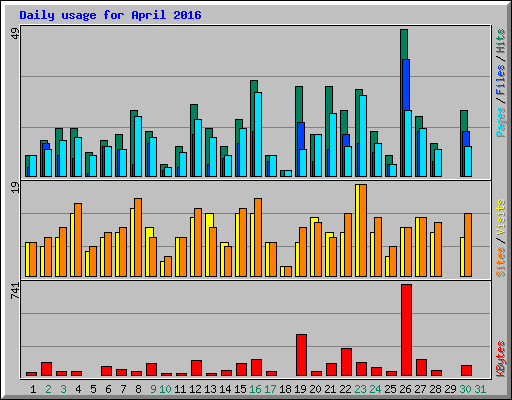 Daily usage for April 2016
49
Pages / Files / Hits
19
Sites / Visits
741
KBytes
1 2 3 4 5 6 7 8 9 10 11 12 13 14 15 16 17 18 19 20 21 22 23 24 25 26 27 28 29 30 31